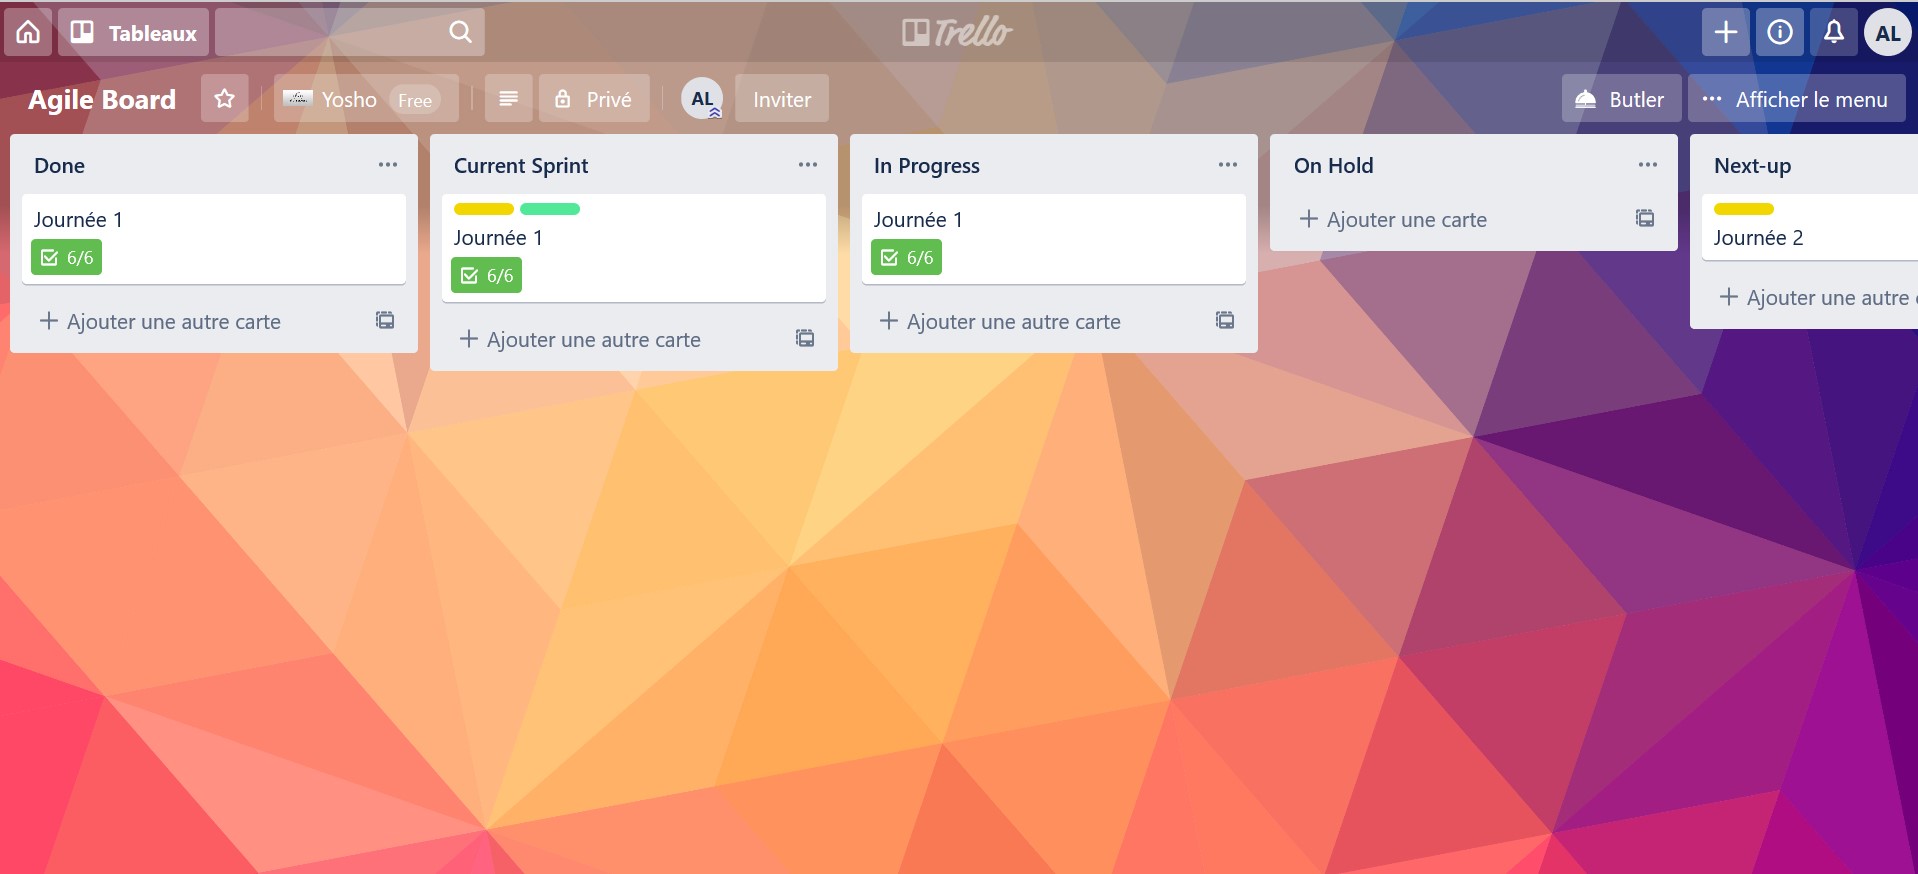 Tableaux
Trello
AL
Agile Board
Yosho Free
Privé
AL
Inviter
Butler
Afficher le menu
Done
Journée 1
6/6
Ajouter une autre carte
Current Sprint
Journée 1
6/6
Ajouter une autre carte
In Progress
Journée 1
6/6
Ajouter une autre carte
On Hold
Ajouter une carte
Next-up
Journée 2
Ajouter une autre